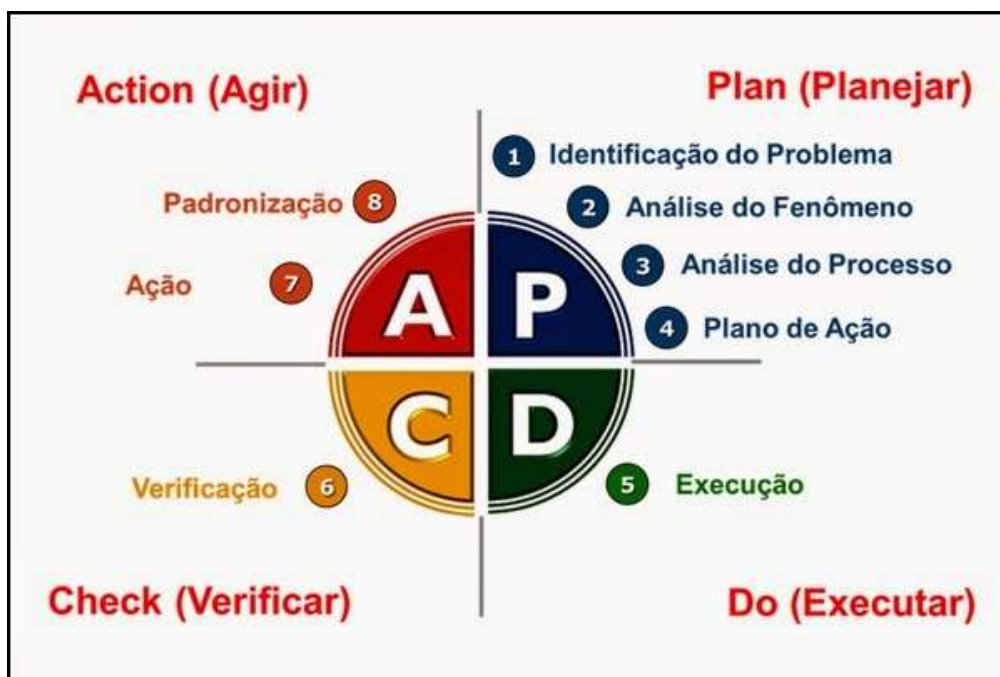 Action (Agir)
Plan (Planejar)
1 Identificação do Problema
2 Análise do Fenômeno
3 Análise do Processo
4 Plano de Ação
Padronização 8
Ação 7
A P
C D
Verificação 6
5 Execução
Check (Verificar)
Do (Executar)